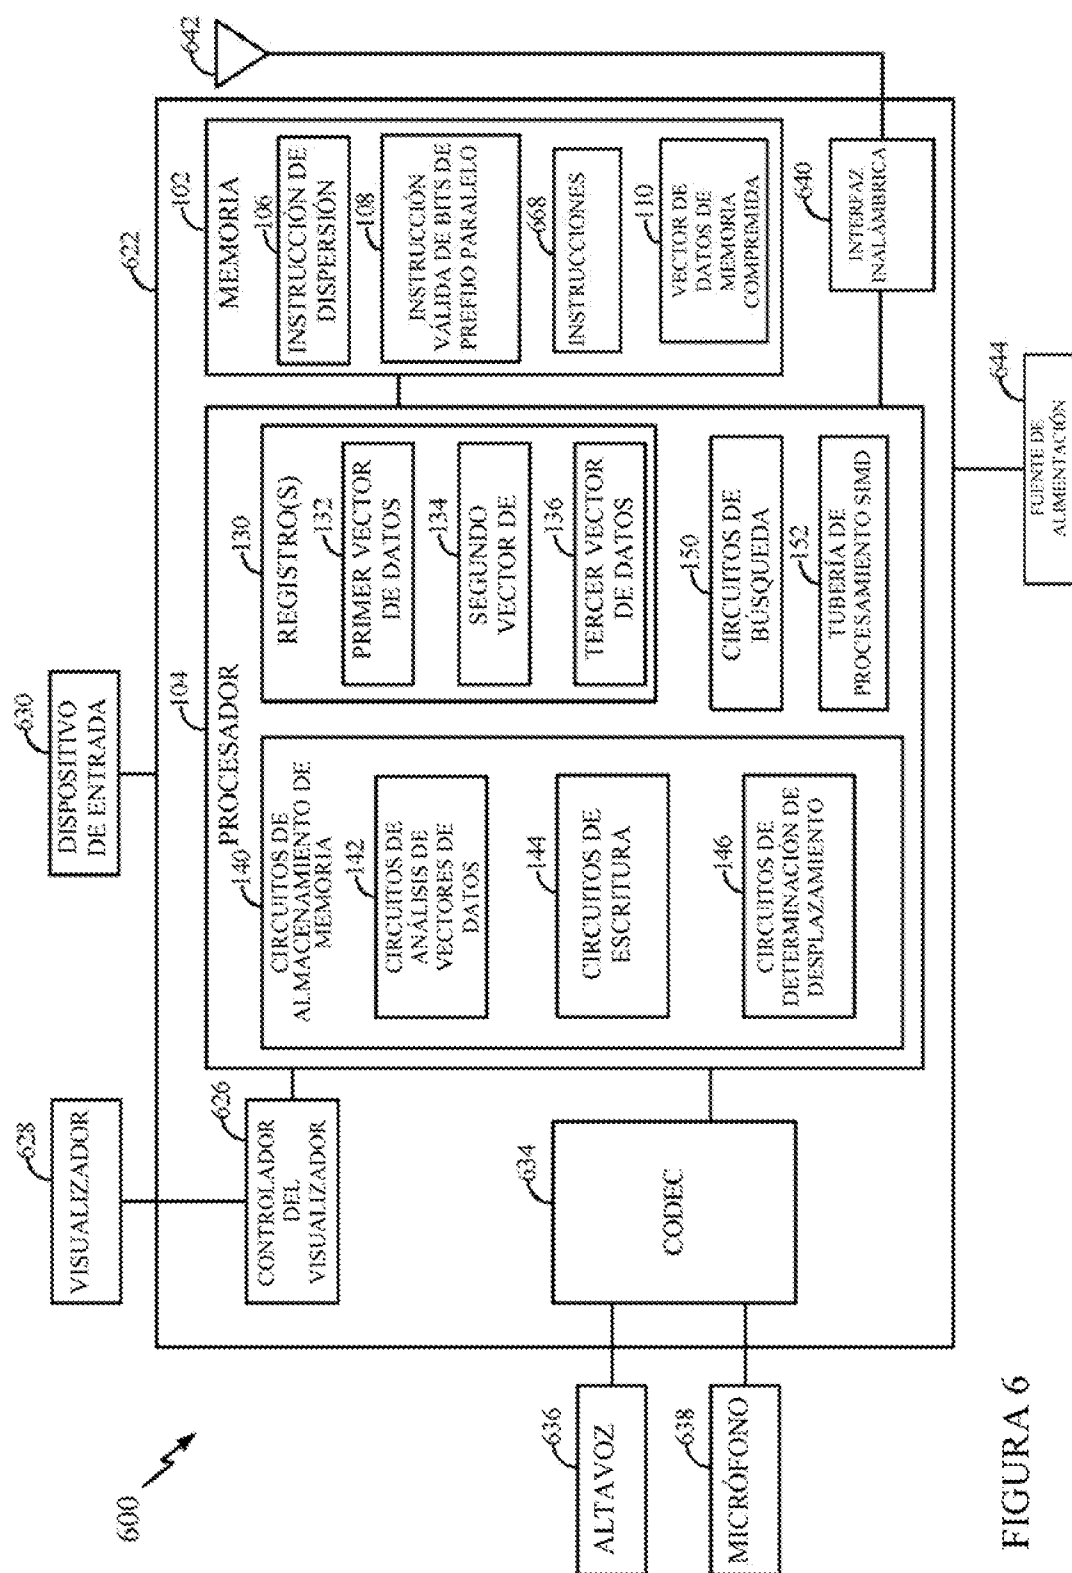 600
628
VISUALIZADOR
630
DISPOSITIVO
DE ENTRADA
642
622
626
CONTROLADOR
DEL
VISUALIZADOR
104
PROCESADOR
140
CIRCUITOS DE
ALMACENAMIENTO DE
MEMORIA
142
CIRCUITOS DE
ANÁLISIS DE
VECTORES DE
DATOS
144
CIRCUITOS DE
ESCRITURA
146
CIRCUITOS DE
DETERMINACIÓN DE
DESPLAZAMIENTO
130
REGISTRO(S)
132
PRIMER VECTOR
DE DATOS
134
SEGUNDO
VECTOR DE
136
TERCER VECTOR
DE DATOS
150
CIRCUITOS DE
BÚSQUEDA
152
TUBERÍA DE
PROCESAMIENTO SIMD
102
MEMORIA
106
INSTRUCCIÓN DE
DISPERSIÓN
108
INSTRUCCIÓN
VÁLIDA DE BITS DE
PREFIJO PARALELO
668
INSTRUCCIONES
110
VECTOR DE
DATOS DE
MEMORIA
COMPRIMIDA
640
INTERFAZ
INALÁMBRICA
634
CODEC
636
ALTAVOZ
638
MICRÓFONO
644
FUENTE DE
ALIMENTACIÓN
FIGURA 6